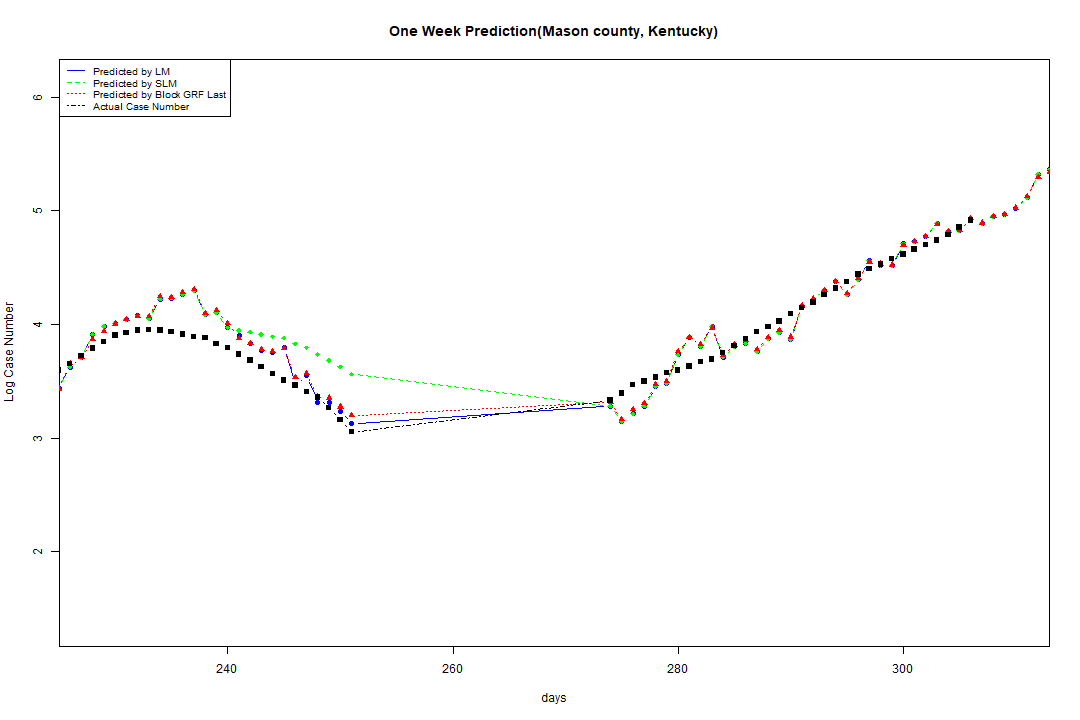 One Week Prediction(Mason county, Kentucky)
Predicted by LM
Predicted by SLM
Predicted by Block GRF Last
Actual Case Number
6
5
4
3
2
Log Case Number
240
260
280
300
days